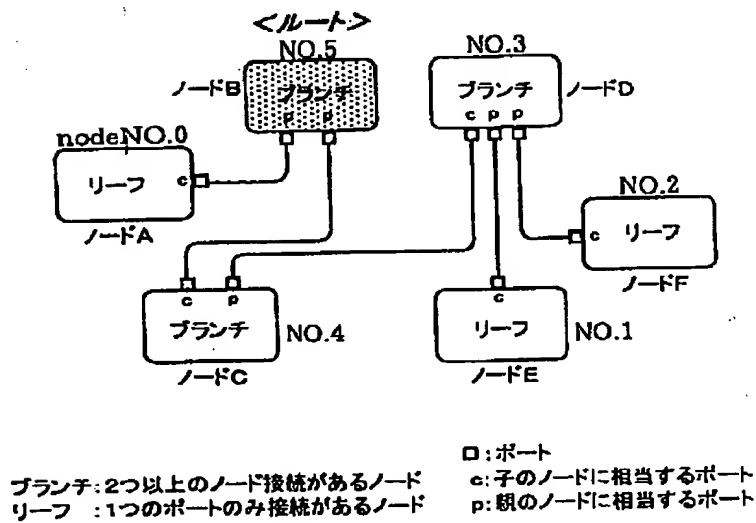 <ルート>
NO.5
ノードB
ブランチ
p p
NO.3
ブランチ
c p p
ノードD
nodeNO.0
リーフ c
ノードA
NO.2
c リーフ
ノードF
c p
ブランチ
NO.4
ノードC
c
リーフ
NO.1
ノードE
ブランチ:2つ以上のノード接続があるノード
リーフ :1つのポートのみ接続があるノード
□:ポート
c:子のノードに相当するポート
p:親のノードに相当するポート